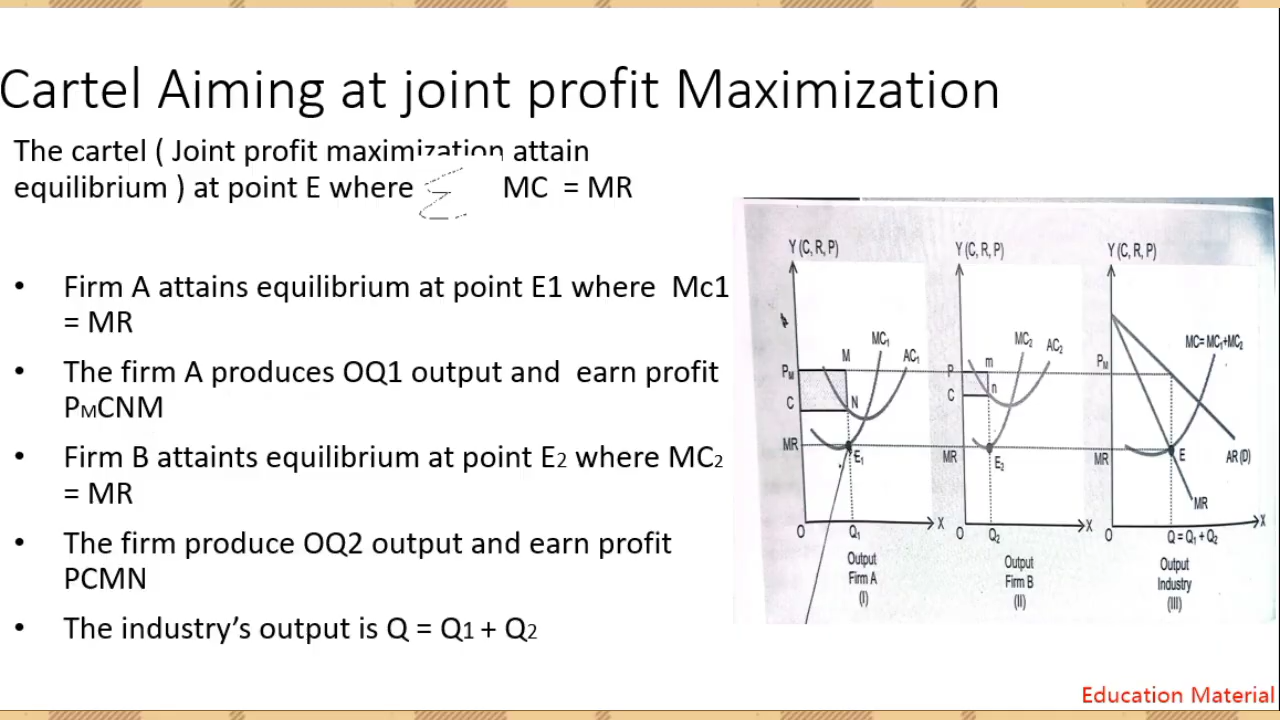 Cartel Aiming at joint profit Maximization
The cartel ( Joint profit maximization attain
equilibrium ) at point E where Σ MC = MR
• Firm A attains equilibrium at point E1 where Mc1
= MR
• The firm A produces OQ1 output and earn profit
PMCNM
• Firm B attaints equilibrium at point E2 where MC2
= MR
• The firm produce OQ2 output and earn profit
PCMN
• The industry’s output is Q = Q1 + Q2
Y (C, R, P)
MC1
AC1
M
PM
C
N
MR
E1
O
Q1
X
Output
Firm A
(I)
Y (C, R, P)
MC2
AC2
m
P
C
n
MR
E2
O
Q2
X
Output
Firm B
(II)
Y (C, R, P)
MC= MC1+MC2
PM
MR
E
AR (D)
MR
O
Q = Q1 + Q2
X
Output
Industry
(III)
Education Material